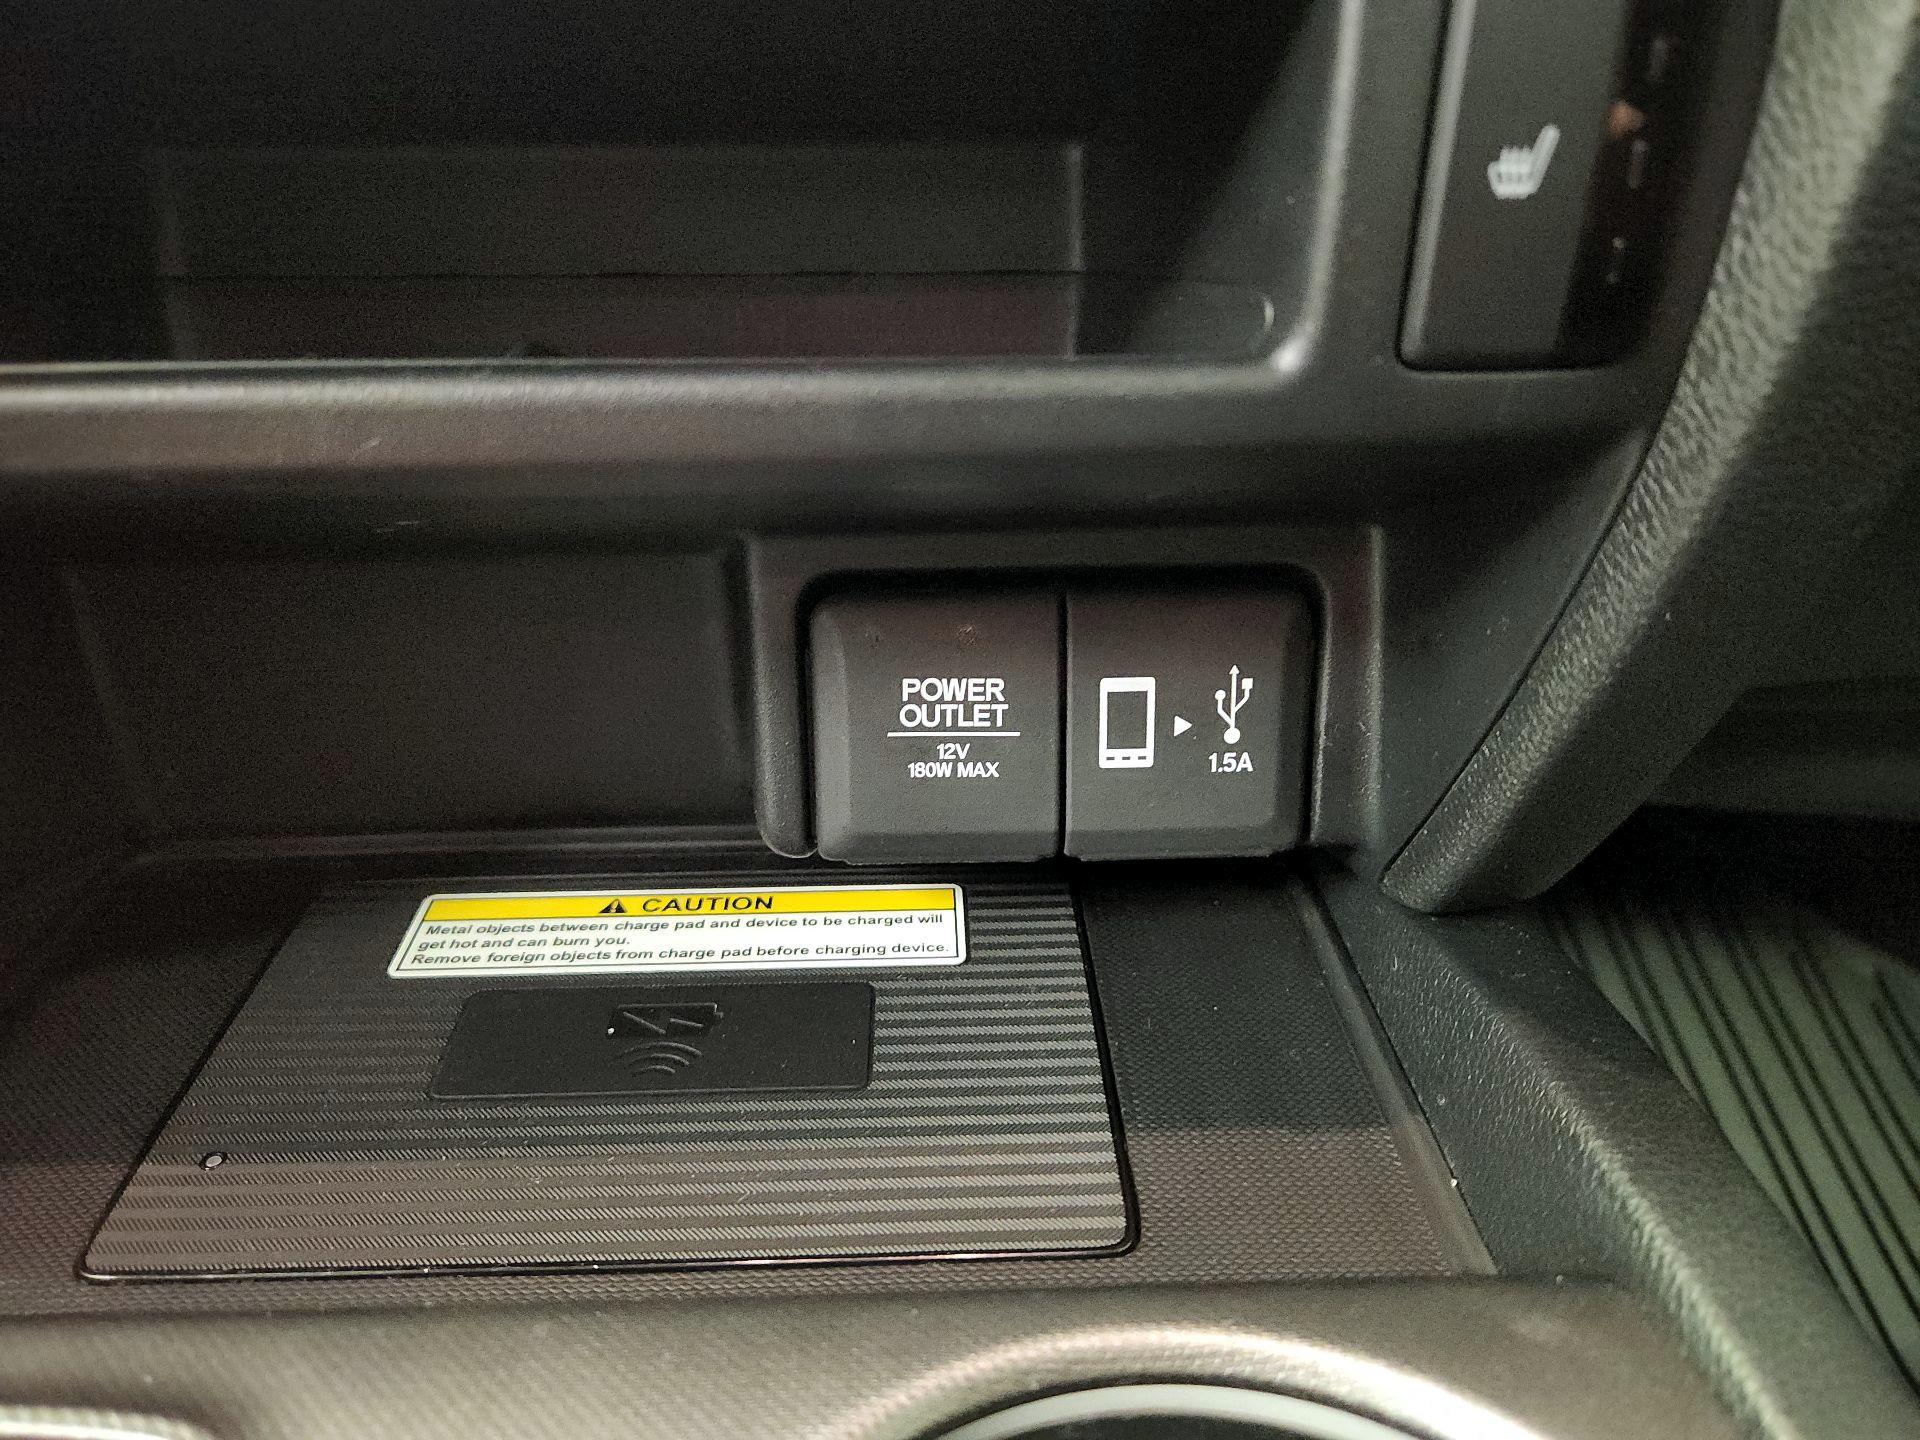 POWER
OUTLET
12V
180W MAX
1.5A
CAUTION
Metal objects between charge pad and device to be charged will
get hot and can burn you.
Remove foreign objects from charge pad before charging device.